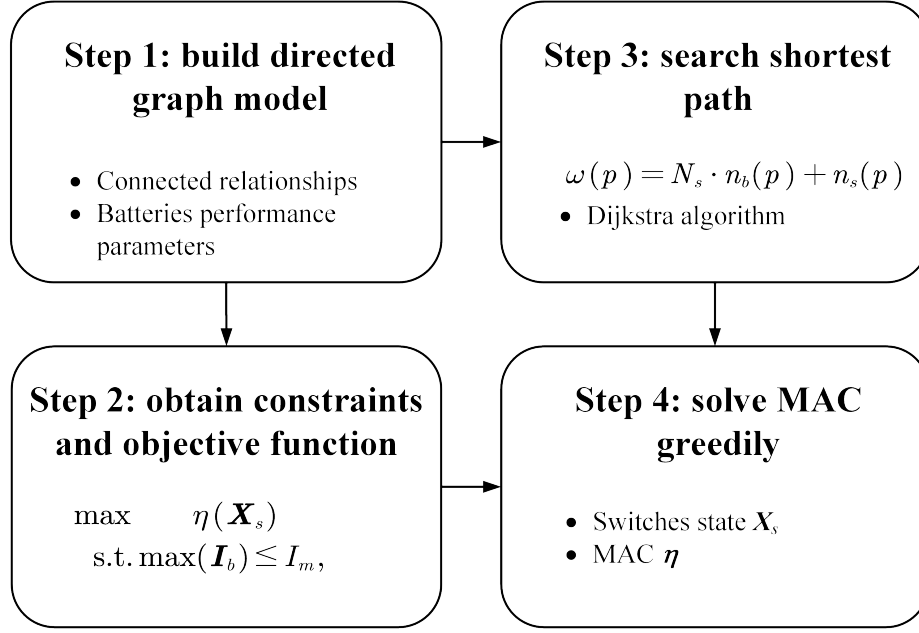 Step 1: build directed
graph model
• Connected relationships
• Batteries performance
parameters
Step 3: search shortest
path
ω(p) = N_s · n_b(p) + n_s(p)
• Dijkstra algorithm
Step 2: obtain constraints
and objective function
max η(X_s)
s.t. max(I_b) ≤ I_m,
Step 4: solve MAC
greedily
• Switches state X_s
• MAC η